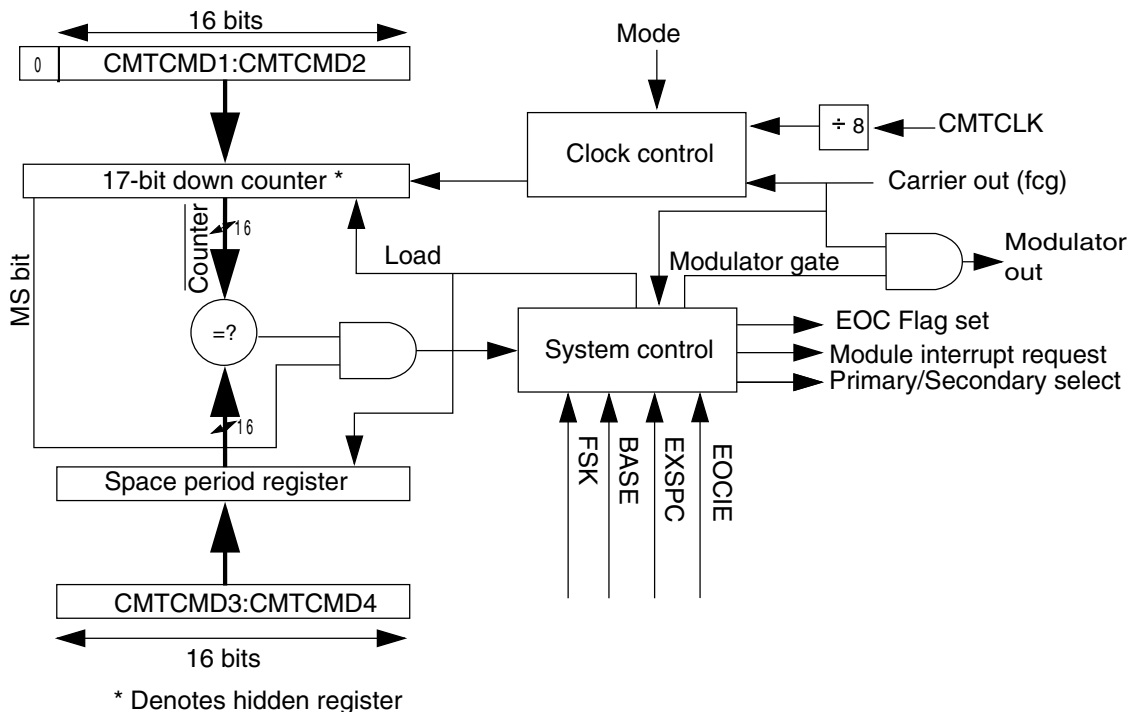 16 bits
0 CMTCMD1:CMTCMD2
Mode
÷ 8
CMTCLK
Clock control
17-bit down counter *
Carrier out (fcg)
MS bit
Counter
16
Load
Modulator gate
Modulator
out
=?
System control
EOC Flag set
Module interrupt request
Primary/Secondary select
16
FSK
BASE
EXSPC
EOCIE
Space period register
CMTCMD3:CMTCMD4
16 bits
* Denotes hidden register